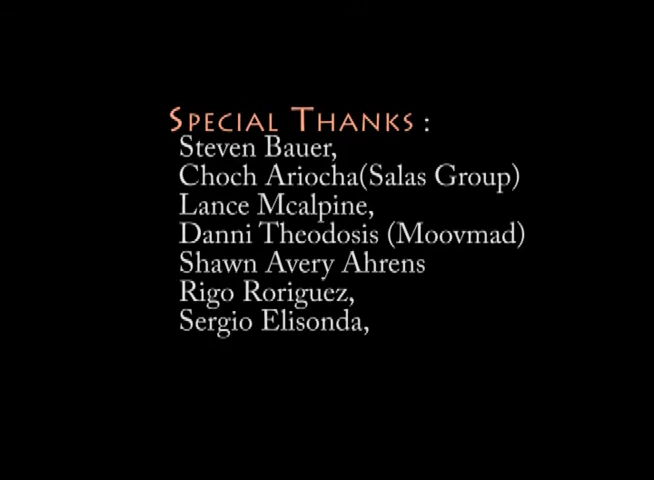 SPECIAL THANKS :
Steven Bauer,
Choch Ariocha(Salas Group)
Lance Mcalpine,
Danni Theodosis (Moovmad)
Shawn Avery Ahrens
Rigo Roriguez,
Sergio Elisonda,